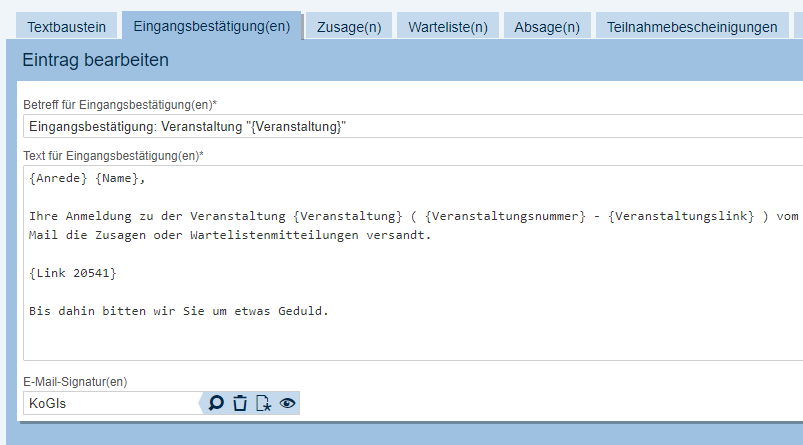 Textbaustein
Eingangsbestätigung(en)
Zusage(n)
Warteliste(n)
Absage(n)
Teilnahmebescheinigungen
Eintrag bearbeiten
Betreff für Eingangsbestätigung(en)*
Eingangsbestätigung: Veranstaltung "{Veranstaltung}"
Text für Eingangsbestätigung(en)*
{Anrede} {Name},
Ihre Anmeldung zu der Veranstaltung {Veranstaltung} ( {Veranstaltungsnummer} - {Veranstaltungslink} ) vom
Mail die Zusagen oder Wartelistenmitteilungen versandt.
{Link 20541}
Bis dahin bitten wir Sie um etwas Geduld.
E-Mail-Signatur(en)
KoGIs